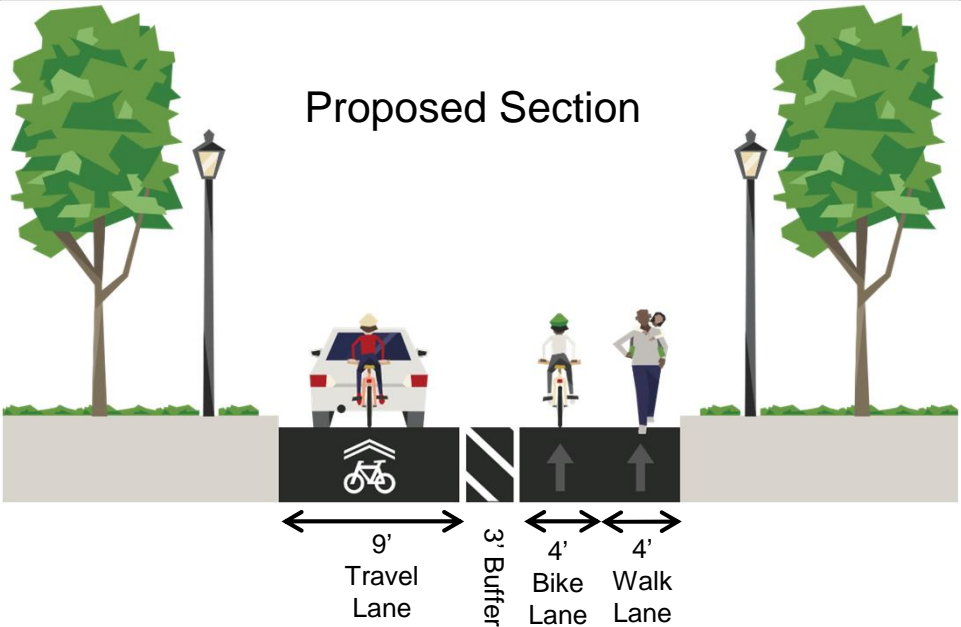 Proposed Section
9'
Travel
Lane
3' Buffer
4'
Bike
Lane
4'
Walk
Lane